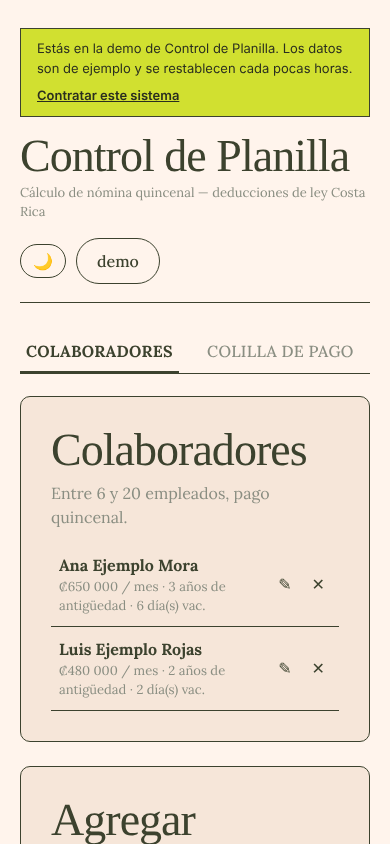 Estás en la demo de Control de Planilla. Los datos
son de ejemplo y se restablecen cada pocas horas.
Contratar este sistema
Control de Planilla
Cálculo de nómina quincenal — deducciones de ley Costa
Rica
🌙 demo
COLABORADORES COLILLA DE PAGO
Colaboradores
Entre 6 y 20 empleados, pago
quincenal.
Ana Ejemplo Mora
₡650 000 / mes · 3 años de
antigüedad · 6 día(s) vac.
✎ ✕
Luis Ejemplo Rojas
₡480 000 / mes · 2 años de
antigüedad · 2 día(s) vac.
✎ ✕
Agregar